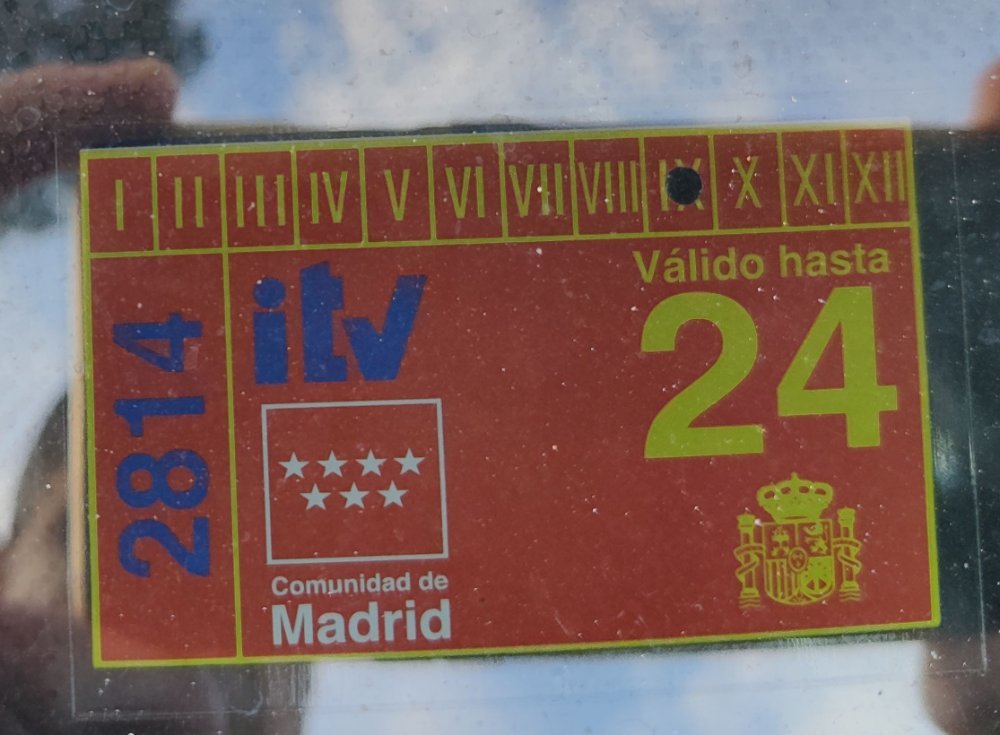 I II III IV V VI VII VIII IX X XI XII
2814
itv
Válido hasta
24
Comunidad de
Madrid